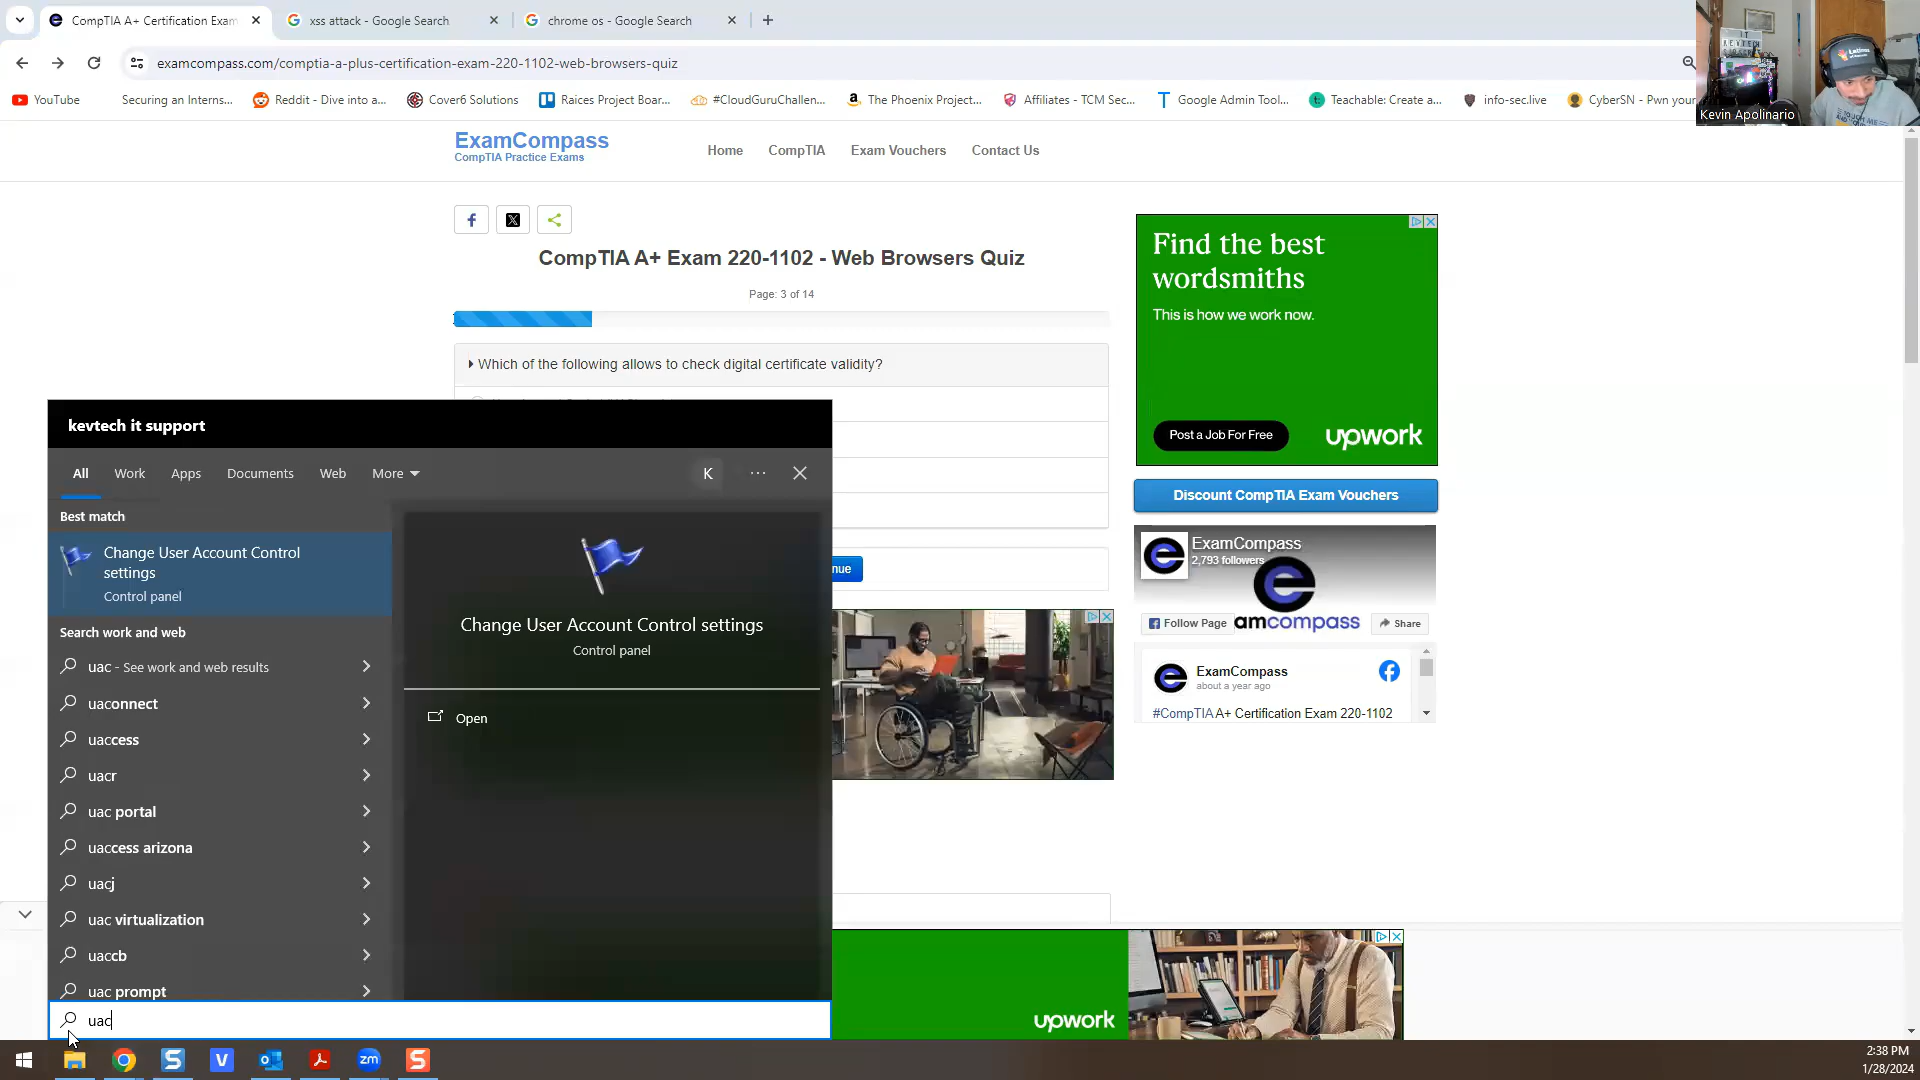 CompTIA A+ Certification Exam
xss attack - Google Search
chrome os - Google Search
examcompass.com/comptia-a-plus-certification-exam-220-1102-web-browsers-quiz
YouTube
Securing an Interns...
Reddit - Dive into a...
Cover6 Solutions
Raices Project Boar...
#CloudGuruChallen...
The Phoenix Project...
Affiliates - TCM Sec...
Google Admin Tool...
Teachable: Create a...
info-sec.live
CyberSN - Pwn your
Kevin Apolinario
ExamCompass
CompTIA Practice Exams
Home
CompTIA
Exam Vouchers
Contact Us
CompTIA A+ Exam 220-1102 - Web Browsers Quiz
Page: 3 of 14
Which of the following allows to check digital certificate validity?
Find the best
wordsmiths
This is how we work now.
Post a Job For Free
upwork
Discount CompTIA Exam Vouchers
ExamCompass
2,793 followers
Follow Page
amcompass
Share
ExamCompass
about a year ago
#CompTIA A+ Certification Exam 220-1102
nue
kevtech it support
All
Work
Apps
Documents
Web
More
K
Best match
Change User Account Control
settings
Control panel
Search work and web
uac - See work and web results
uaconnect
uaccess
uacr
uac portal
uaccess arizona
uacj
uac virtualization
uaccb
uac prompt
Change User Account Control settings
Control panel
Open
uac
upwork
2:38 PM
1/28/2024